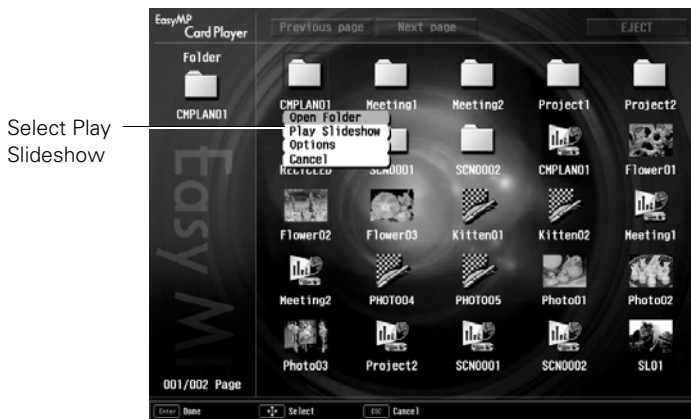 EasyMP
Card Player
Previous page Next page EJECT
Folder
CMPLAN01
CMPLAN01 Meeting1 Meeting2 Project1 Project2
Open Folder
Play Slideshow
Options
Cancel
Select Play
Slideshow
RECYCLED SCN0001 SCN0002 CMPLAN01 Flower01
Flower02 Flower03 Kitten01 Kitten02 Meeting1
Meeting2 PHOTO04 PHOTO05 Photo01 Photo02
Photo03 Project2 SCN0001 SCN0002 SL01
Easy M
001/002 Page
Enter Done Select ESC Cancel